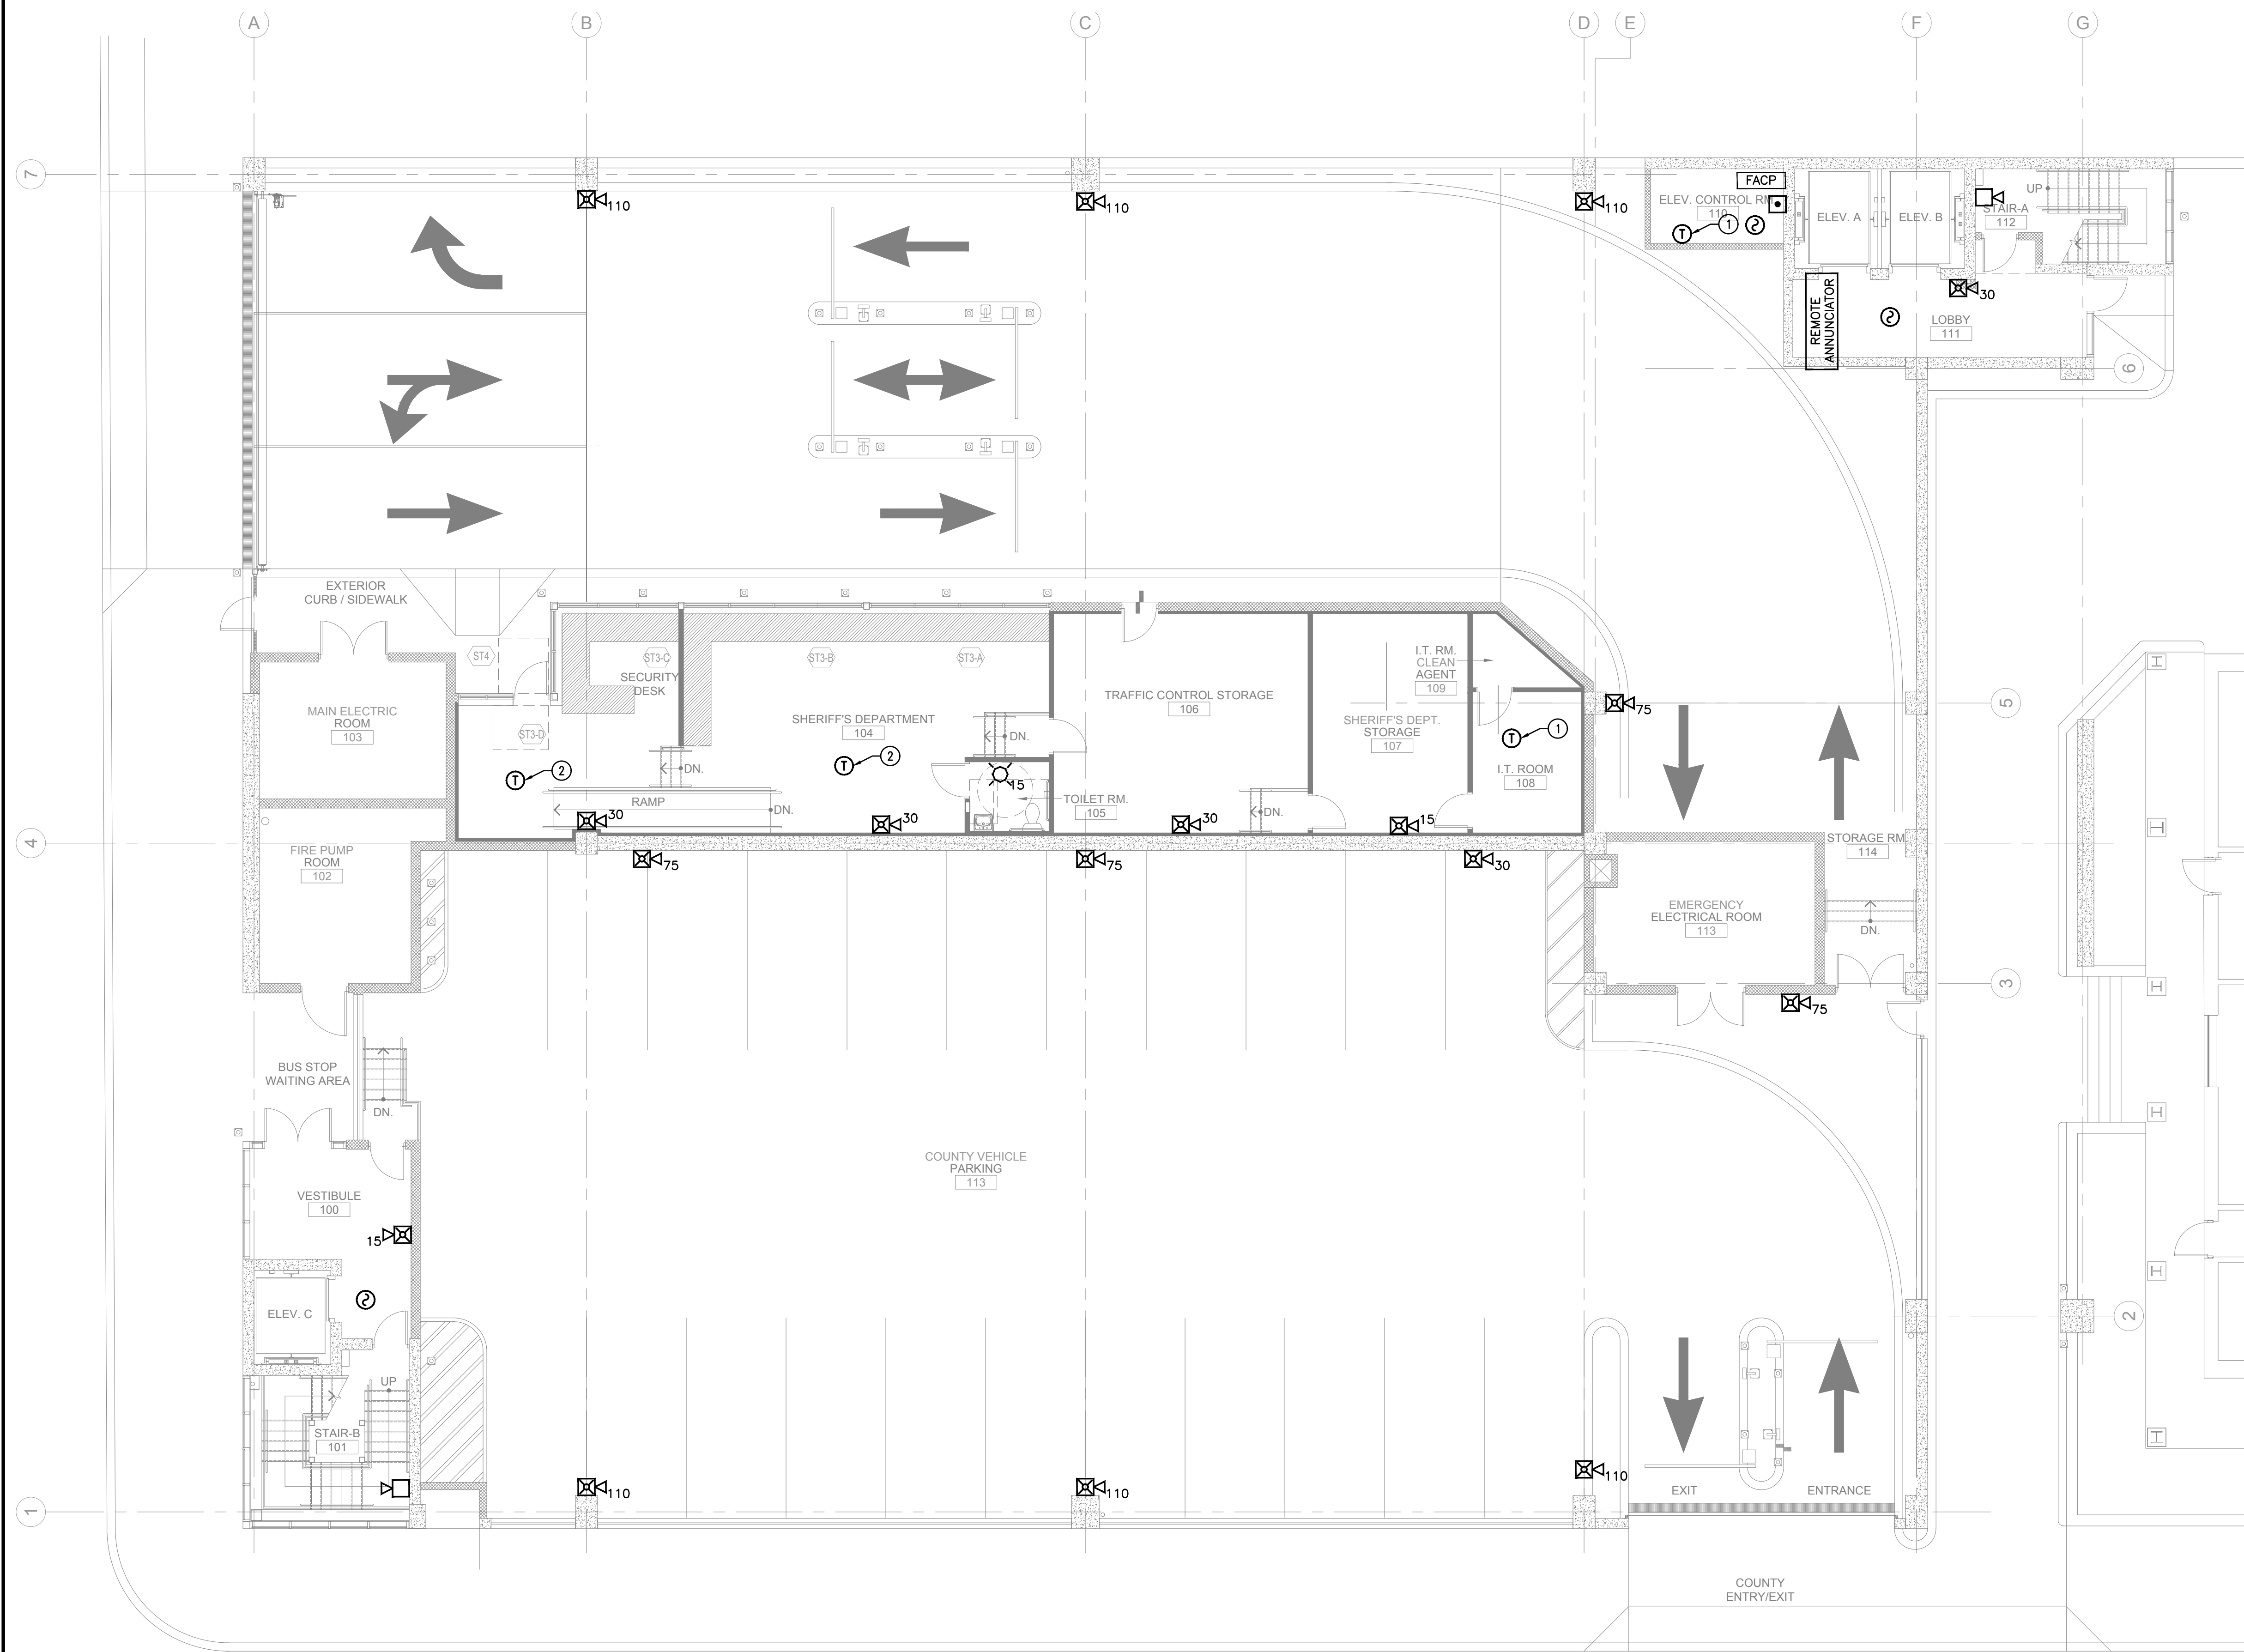 A
B
C
D
E
F
G
7
110
110
110
FACP
ELEV. CONTROL RM.
110
T
1
ELEV. A
ELEV. B
UP
STAIR-A
112
30
REMOTE
ANNUNCIATOR
LOBBY
111
6
EXTERIOR
CURB / SIDEWALK
ST4
ST3-C
ST3-B
ST3-A
SECURITY
DESK
I.T. RM.
CLEAN
AGENT
109
MAIN ELECTRIC
ROOM
103
ST3-D
SHERIFF'S DEPARTMENT
104
TRAFFIC CONTROL STORAGE
106
SHERIFF'S DEPT.
STORAGE
107
75
5
DN.
T
2
T
2
T
1
DN.
I.T. ROOM
108
15
RAMP
DN.
TOILET RM.
105
DN.
30
30
30
15
4
FIRE PUMP
ROOM
102
75
75
30
STORAGE RM.
114
EMERGENCY
ELECTRICAL ROOM
113
DN.
3
75
H
H
H
H
H
H
BUS STOP
WAITING AREA
DN.
COUNTY VEHICLE
PARKING
113
VESTIBULE
100
15
ELEV. C
2
UP
STAIR-B
101
110
110
110
EXIT
ENTRANCE
1
COUNTY
ENTRY/EXIT